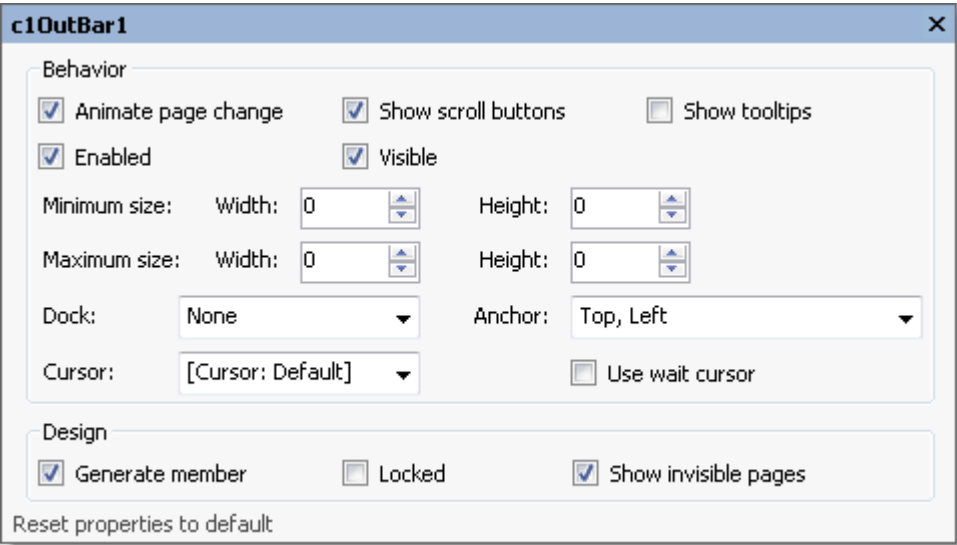 c1OutBar1
Behavior
Animate page change Show scroll buttons Show tooltips
Enabled Visible
Minimum size: Width: 0 Height: 0
Maximum size: Width: 0 Height: 0
Dock: None Anchor: Top, Left
Cursor: [Cursor: Default] Use wait cursor
Design
Generate member Locked Show invisible pages
Reset properties to default